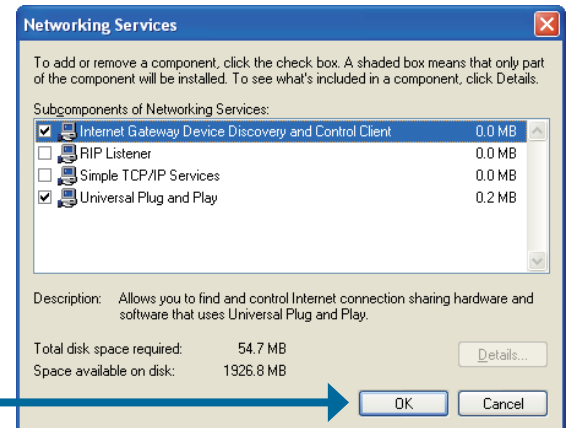 Networking Services
To add or remove a component, click the check box. A shaded box means that only part
of the component will be installed. To see what's included in a component, click Details.
Subcomponents of Networking Services:
Internet Gateway Device Discovery and Control Client 0.0 MB
RIP Listener 0.0 MB
Simple TCP/IP Services 0.0 MB
Universal Plug and Play 0.2 MB
Description: Allows you to find and control Internet connection sharing hardware and
software that uses Universal Plug and Play.
Total disk space required: 54.7 MB
Details...
Space available on disk: 1926.8 MB
OK Cancel